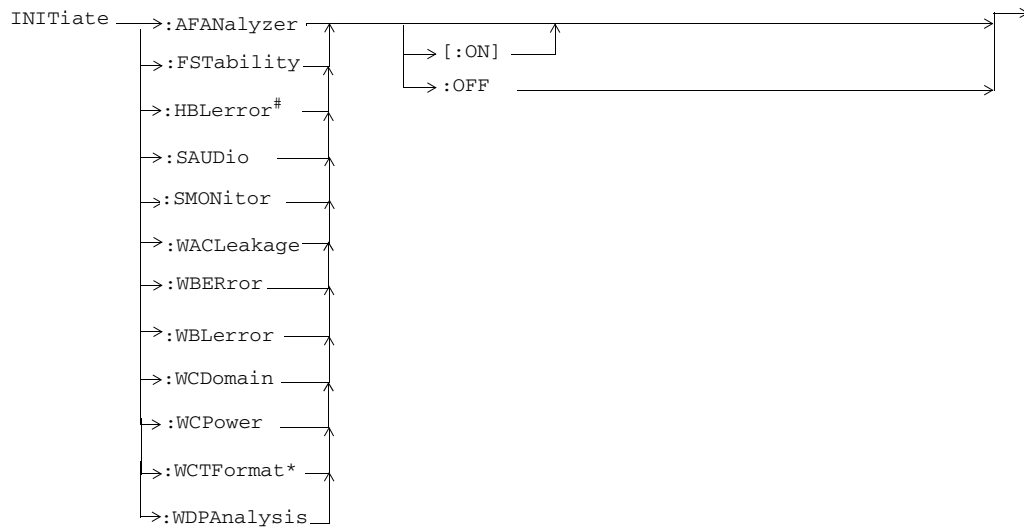 INITiate
:AFANalyzer
[:ON]
:FSTability
:OFF
:HBLerror#
:SAUDio
:SMONitor
:WACLeakage
:WBERror
:WBLerror
:WCDomain
:WCPower
:WCTFormat*
:WDPAnalysis